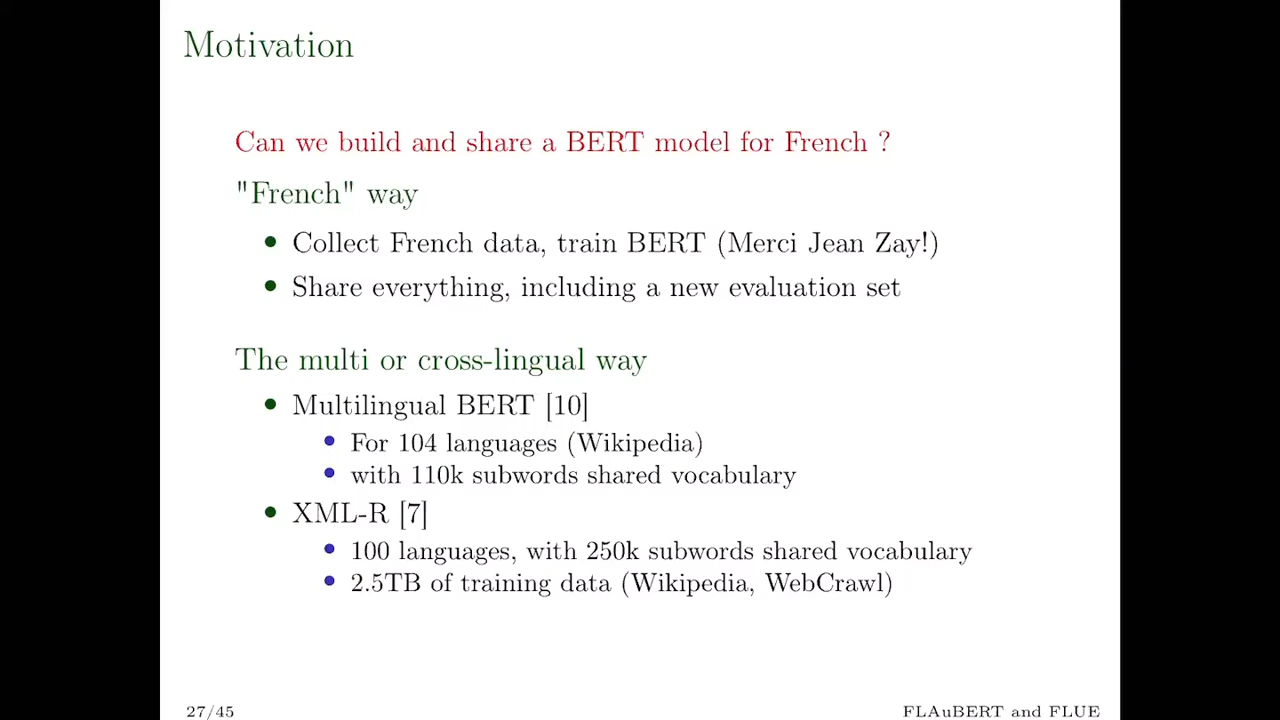 Motivation
Can we build and share a BERT model for French ?
"French" way
Collect French data, train BERT (Merci Jean Zay!)
Share everything, including a new evaluation set
The multi or cross-lingual way
Multilingual BERT [10]
For 104 languages (Wikipedia)
with 110k subwords shared vocabulary
XML-R [7]
100 languages, with 250k subwords shared vocabulary
2.5TB of training data (Wikipedia, WebCrawl)
27/45
FLAuBERT and FLUE